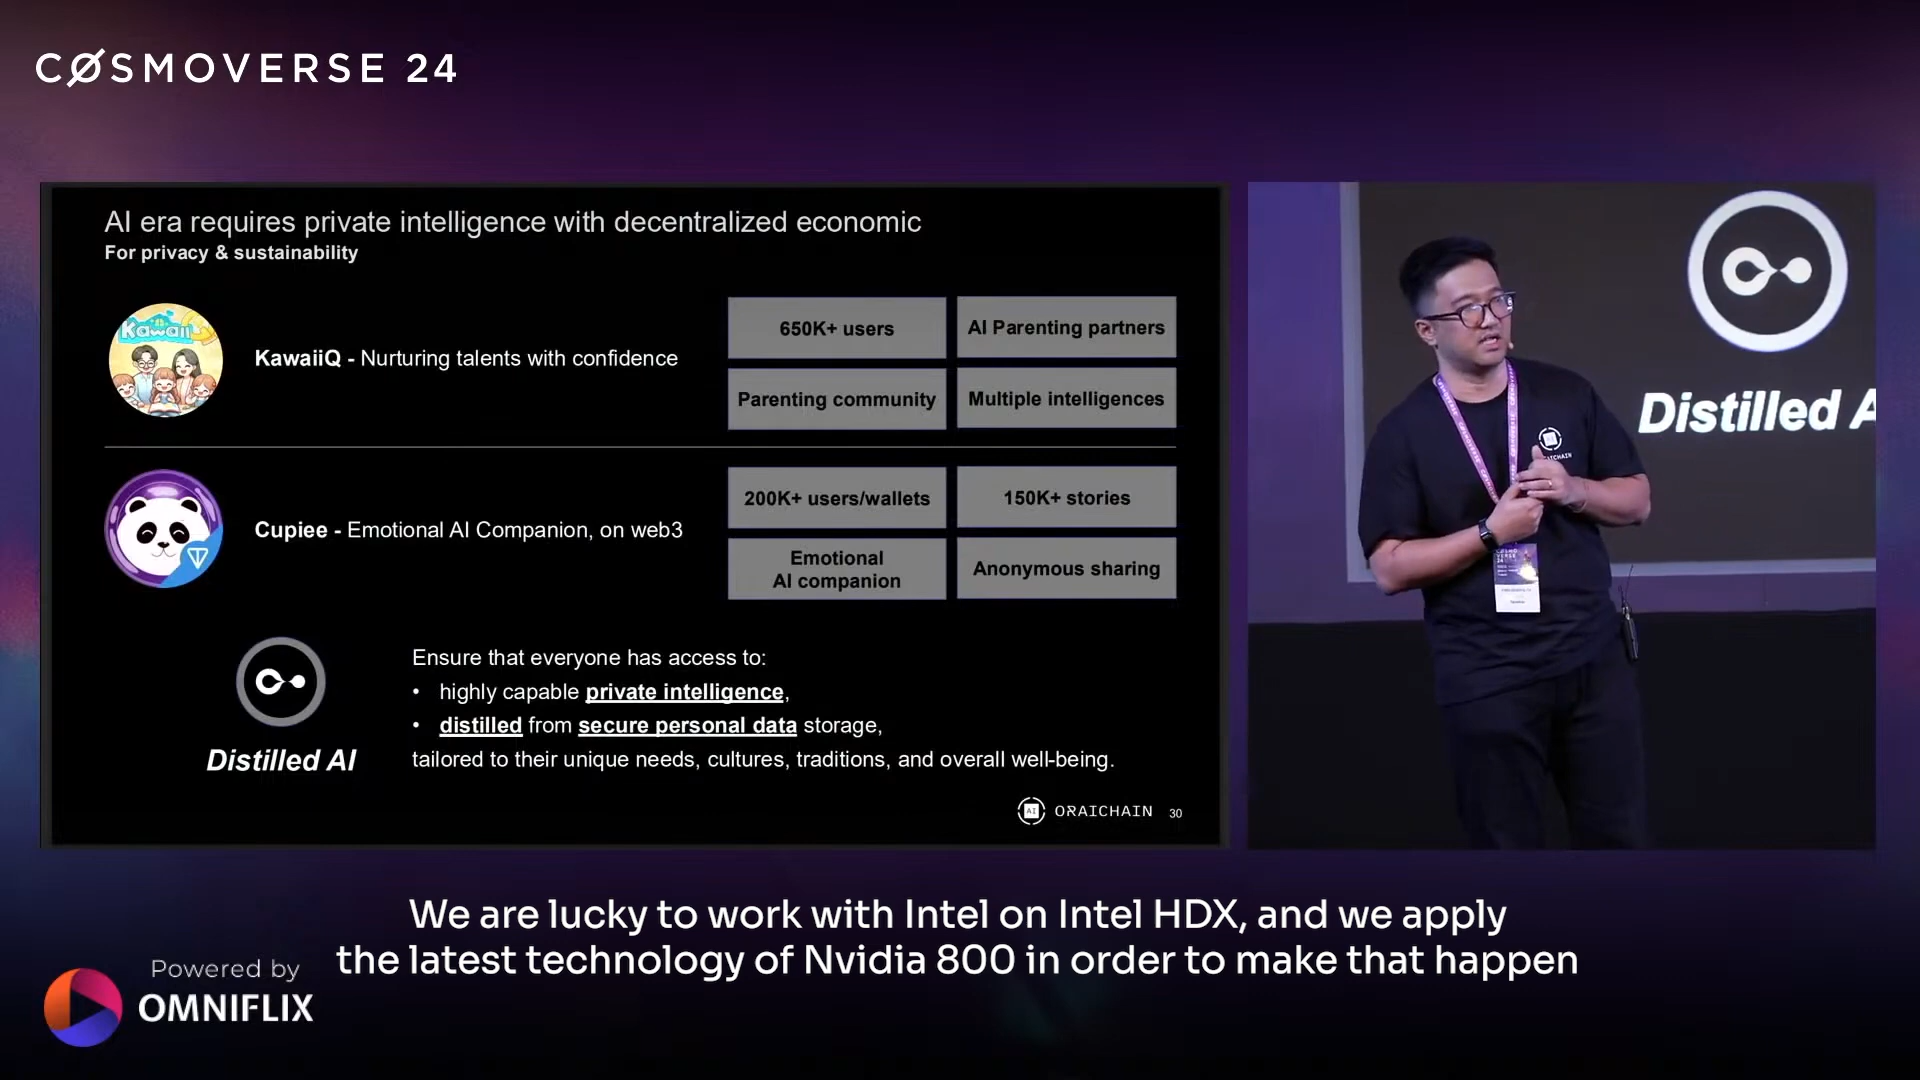 CØSMOVERSE 24
AI era requires private intelligence with decentralized economic
For privacy & sustainability
Kawaii
KawaiiQ - Nurturing talents with confidence
650K+ users
AI Parenting partners
Parenting community
Multiple intelligences
Cupiee - Emotional AI Companion, on web3
200K+ users/wallets
150K+ stories
Emotional
AI companion
Anonymous sharing
Distilled AI
Ensure that everyone has access to:
• highly capable private intelligence,
• distilled from secure personal data storage,
tailored to their unique needs, cultures, traditions, and overall well-being.
AI
ORAICHAIN
30
Distilled A
We are lucky to work with Intel on Intel HDX, and we apply
the latest technology of Nvidia 800 in order to make that happen
Powered by
OMNIFLIX